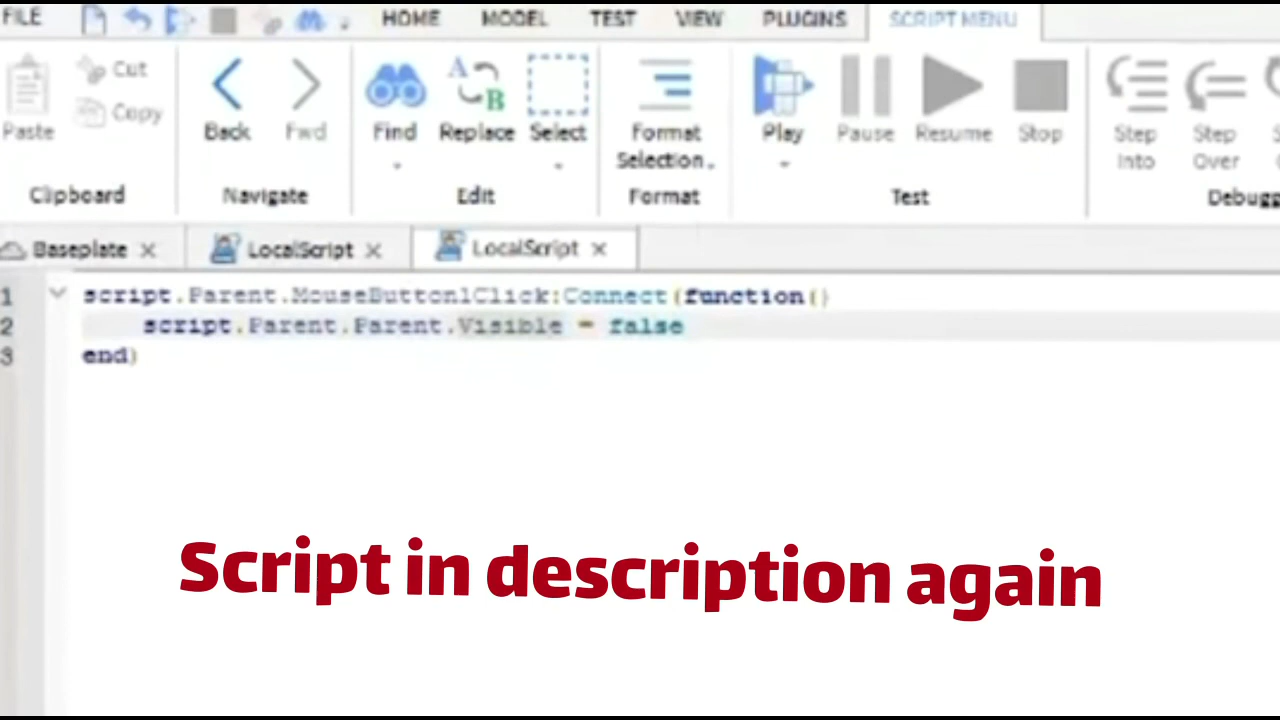 FILE HOME MODEL TEST VIEW PLUGINS SCRIPT MENU
Cut
Copy
Paste
Back Fwd Find Replace Select Format Play Pause Resume Stop Step Step
Selection Into Over
Clipboard Navigate Edit Format Test Debugg
Baseplate × LocalScript × LocalScript ×
1 script.Parent.MouseButton1Click:Connect(function()
2 script.Parent.Parent.Visible = false
3 end)
Script in description again